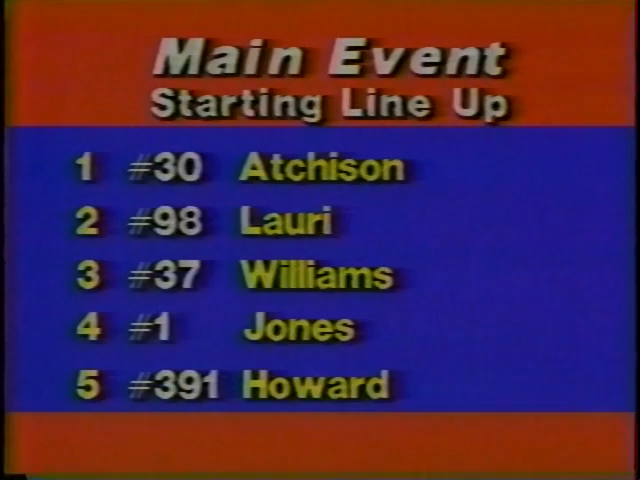 Main Event
Starting Line Up
1 #30 Atchison
2 #98 Lauri
3 #37 Williams
4 #1 Jones
5 #391 Howard